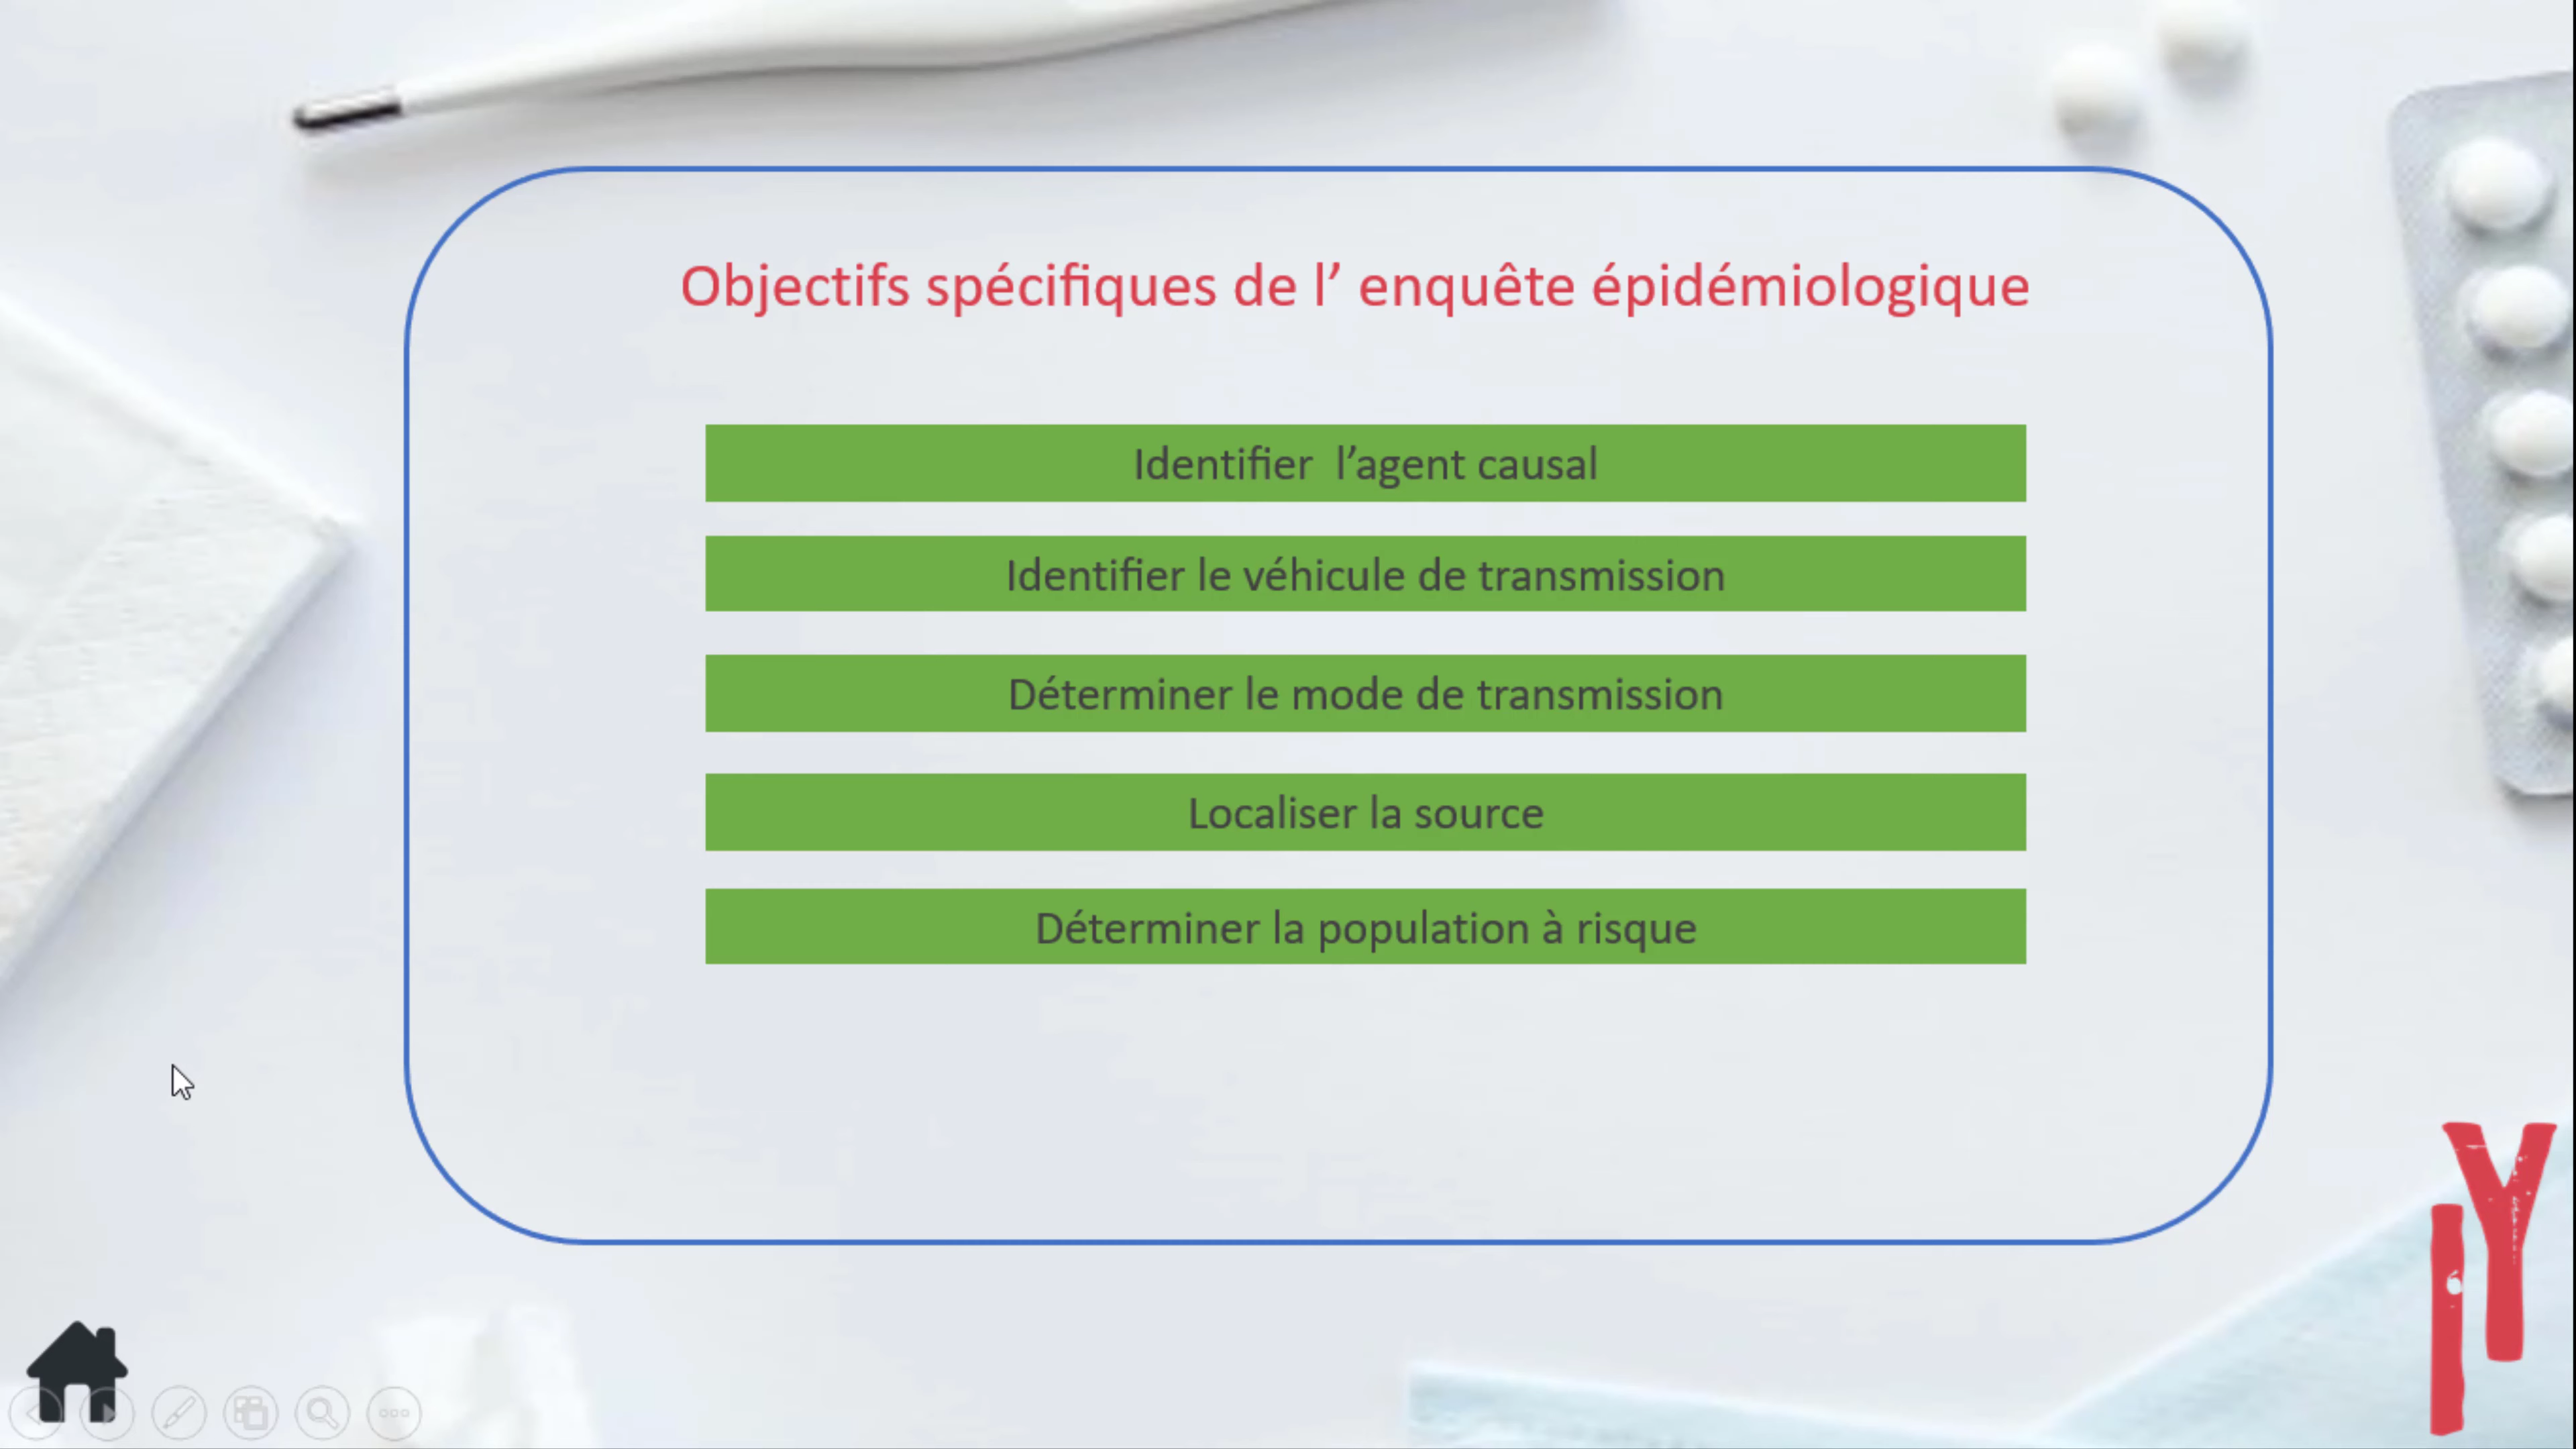 Objectifs spécifiques de l’ enquête épidémiologique
Identifier  l’agent causal
Identifier le véhicule de transmission
Déterminer le mode de transmission
Localiser la source
Déterminer la population à risque
IY